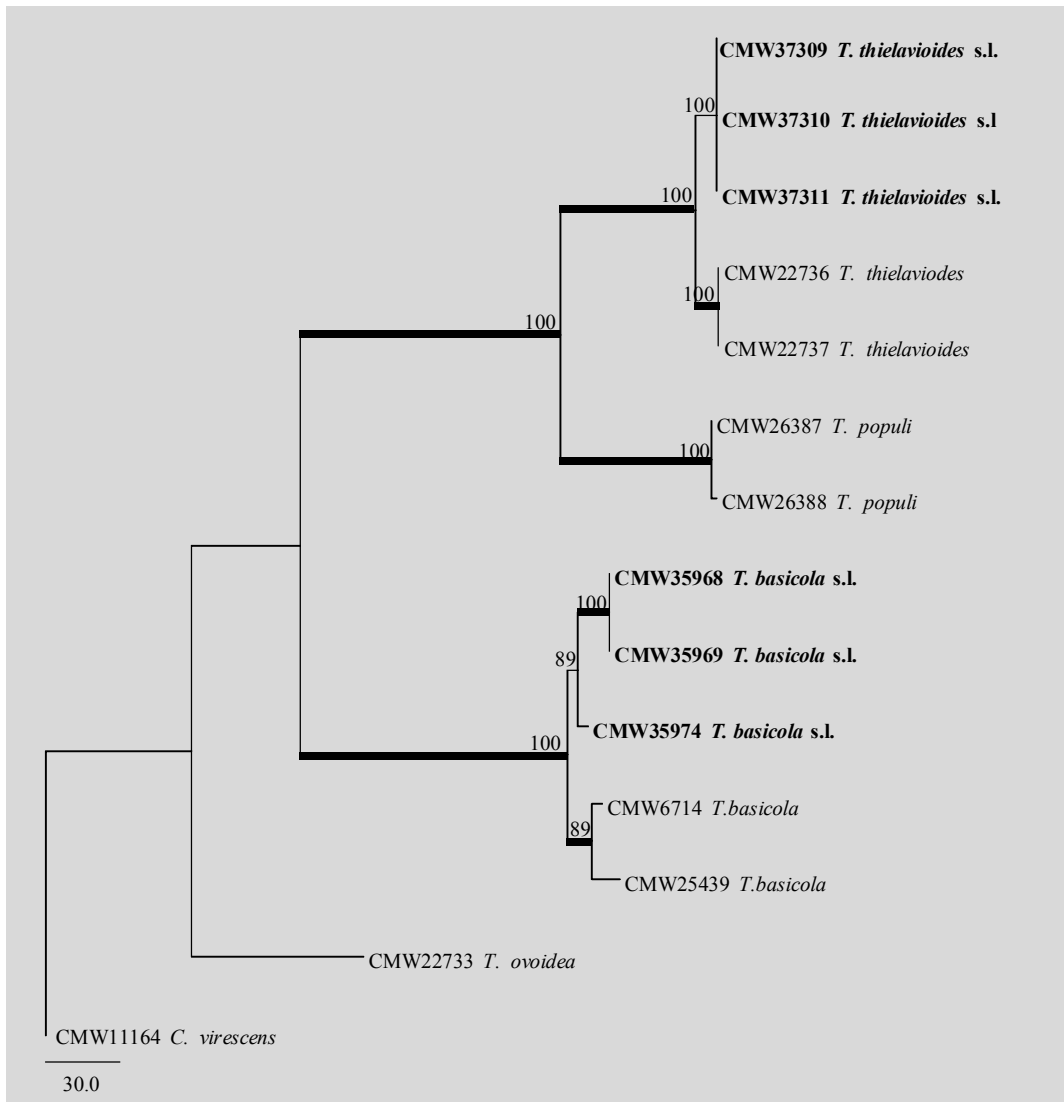 CMW37309 T. thielavioides s.l.
100
CMW37310 T. thielavioides s.l
100
CMW37311 T. thielavioides s.l.
CMW22736 T. thielaviodes
100
100
CMW22737 T. thielavioides
CMW26387 T. populi
100
CMW26388 T. populi
CMW35968 T. basicola s.l.
100
89
CMW35969 T. basicola s.l.
CMW35974 T. basicola s.l.
100
CMW6714 T.basicola
89
CMW25439 T.basicola
CMW22733 T. ovoidea
CMW11164 C. virescens
30.0